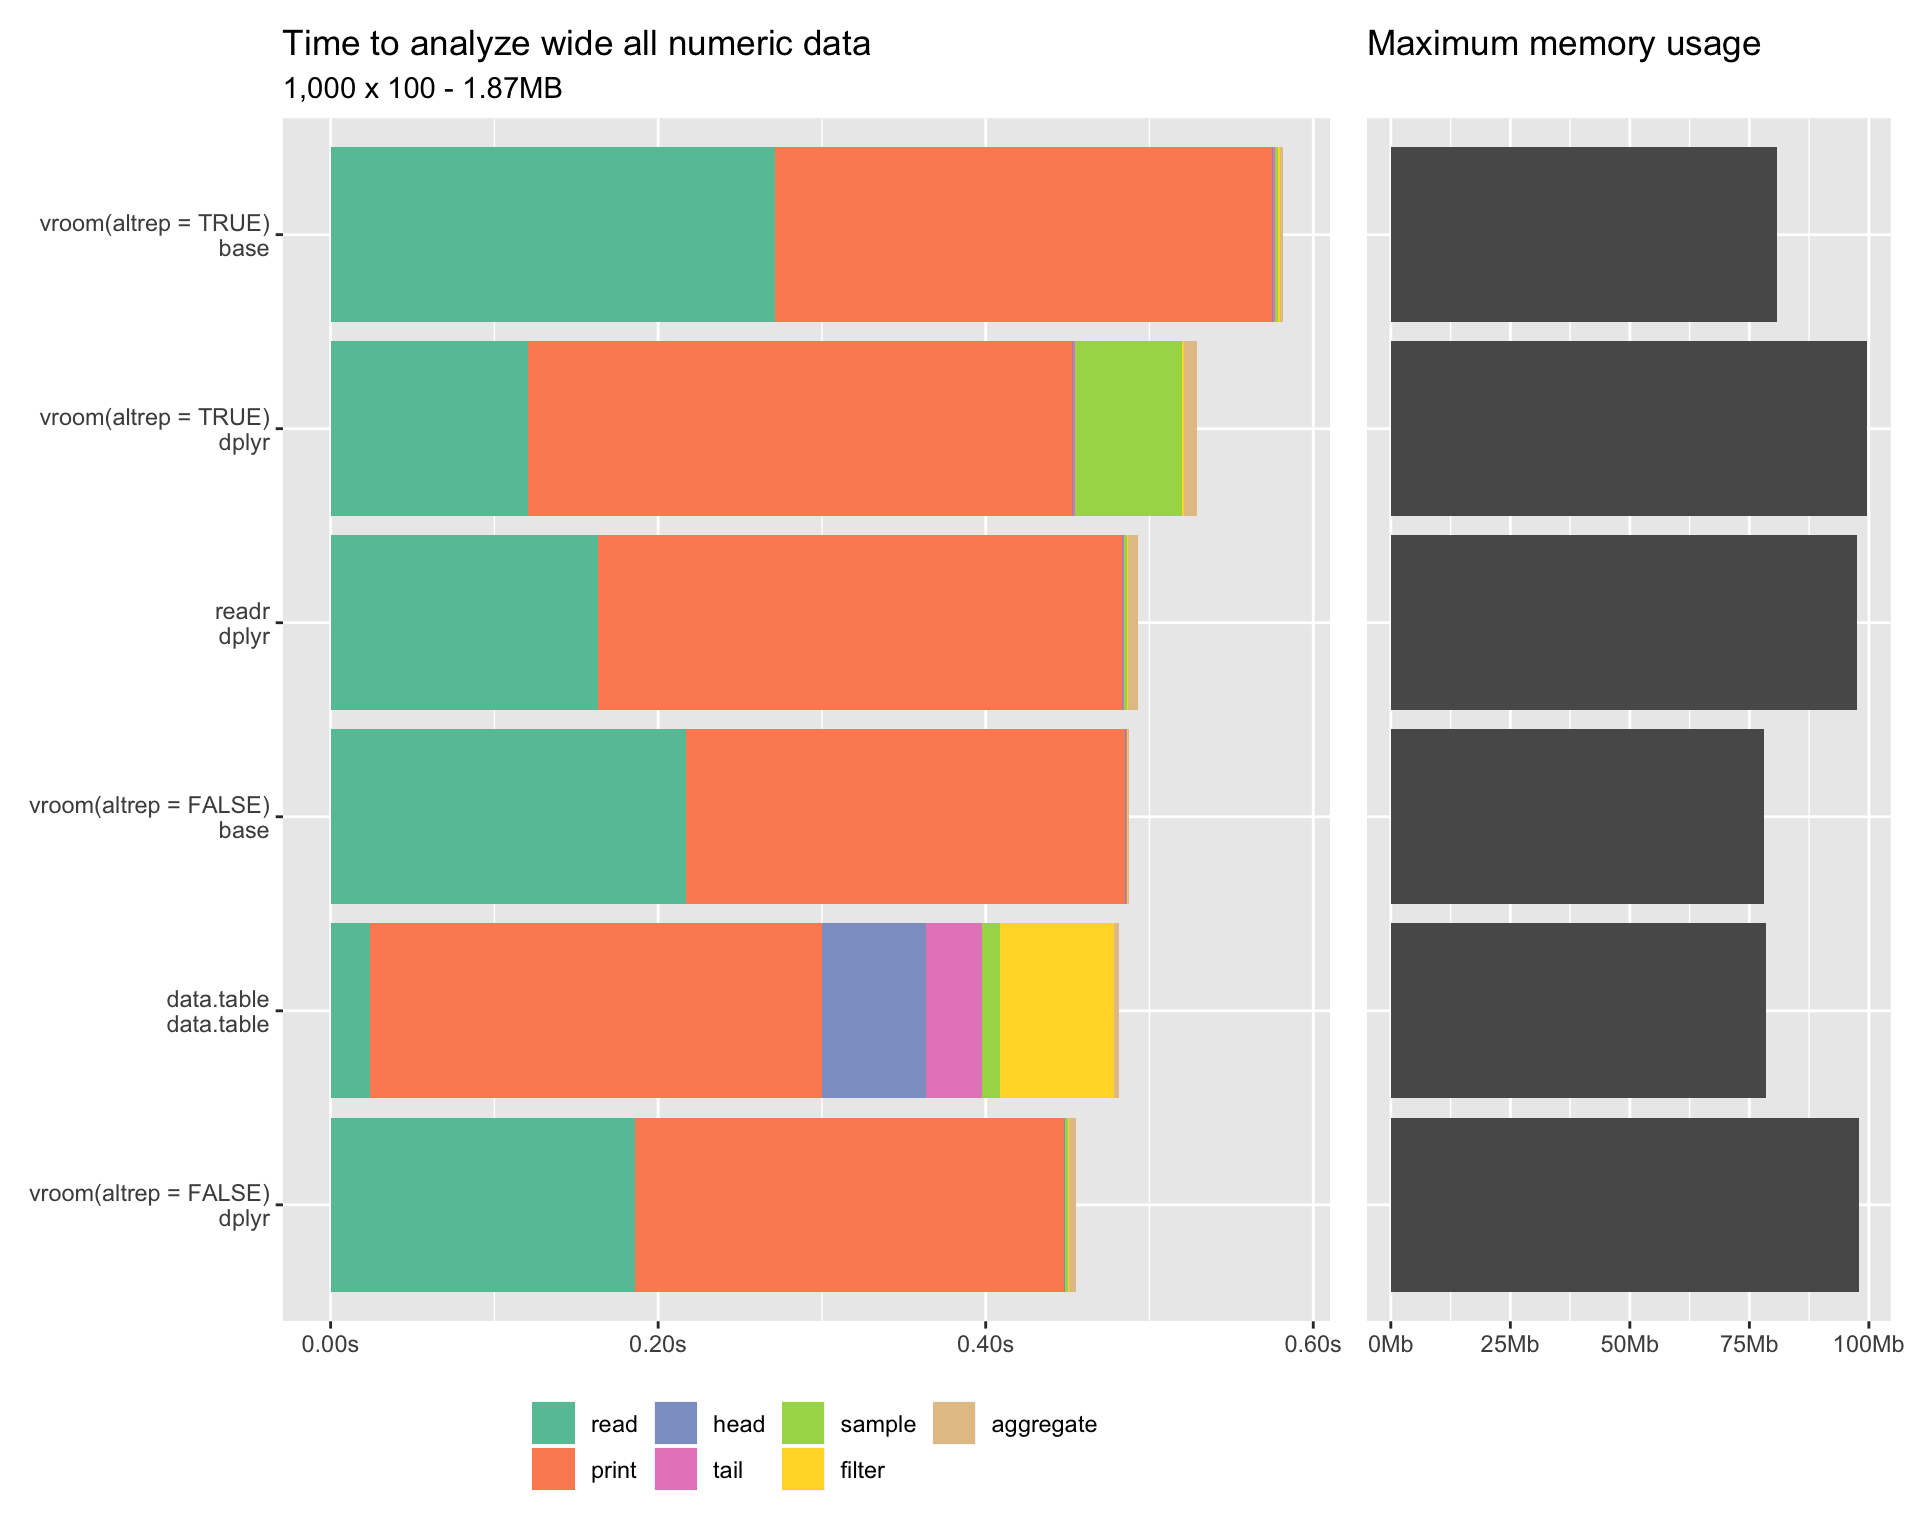 Time to analyze wide all numeric data
1,000 x 100 - 1.87MB
Maximum memory usage
vroom(altrep = TRUE)
base
vroom(altrep = TRUE)
dplyr
readr
dplyr
vroom(altrep = FALSE)
base
data.table
data.table
vroom(altrep = FALSE)
dplyr
0.00s 0.20s 0.40s 0.60s
0Mb 25Mb 50Mb 75Mb 100Mb
read head sample aggregate
print tail filter